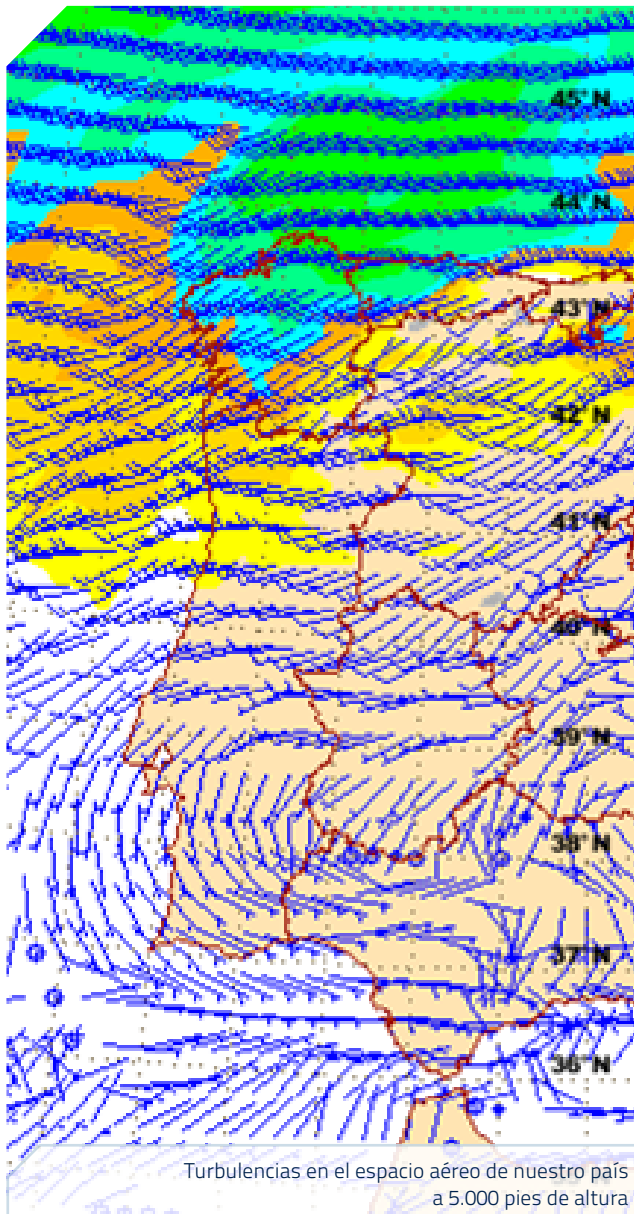 45°N
44°N
43°N
42°N
41°N
40°N
39°N
38°N
37°N
36°N
Turbulencias en el espacio aéreo de nuestro país
a 5.000 pies de altura